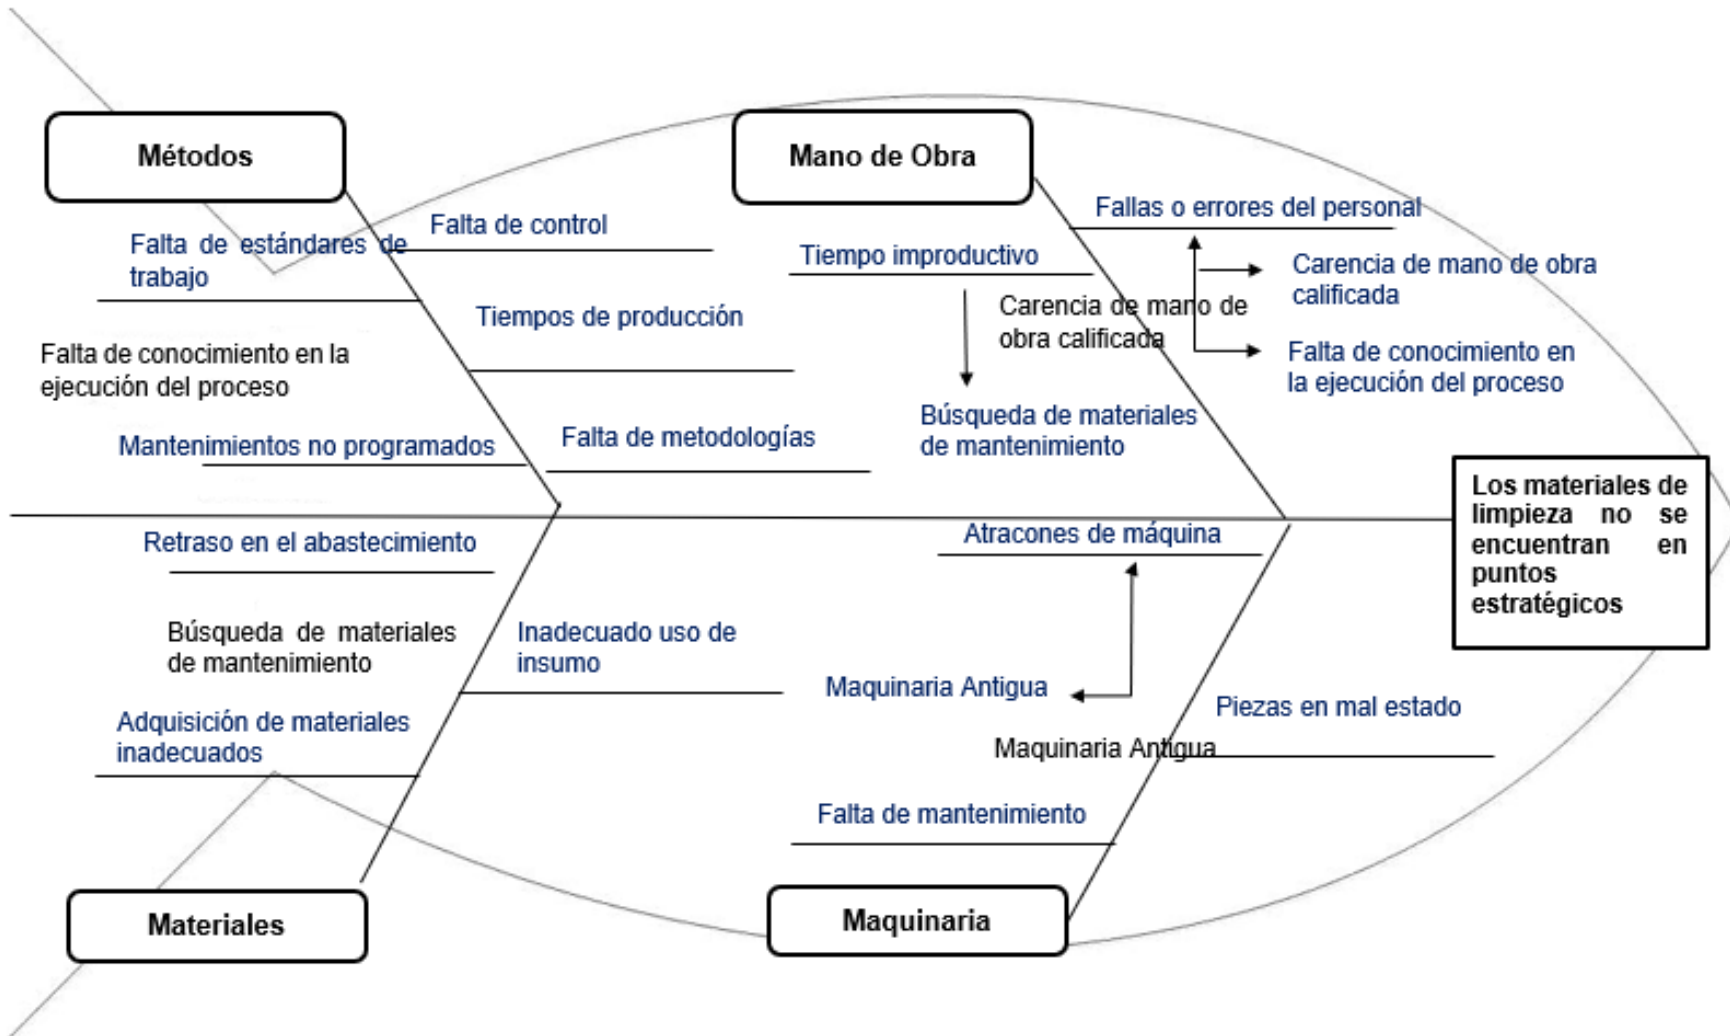 Métodos
Mano de Obra
Falta de control
Falta de estándares de
trabajo
Tiempos de producción
Falta de conocimiento en la
ejecución del proceso
Mantenimientos no programados
Falta de metodologías
Fallas o errores del personal
Tiempo improductivo
Carencia de mano de obra
calificada
Carencia de mano de
obra calificada
Falta de conocimiento en
la ejecución del proceso
Búsqueda de materiales
de mantenimiento
Los materiales de
limpieza no se
encuentran en
puntos
estratégicos
Retraso en el abastecimiento
Búsqueda de materiales
de mantenimiento
Inadecuado uso de
insumo
Adquisición de materiales
inadecuados
Atracones de máquina
Maquinaria Antigua
Piezas en mal estado
Maquinaria Antigua
Falta de mantenimiento
Materiales
Maquinaria